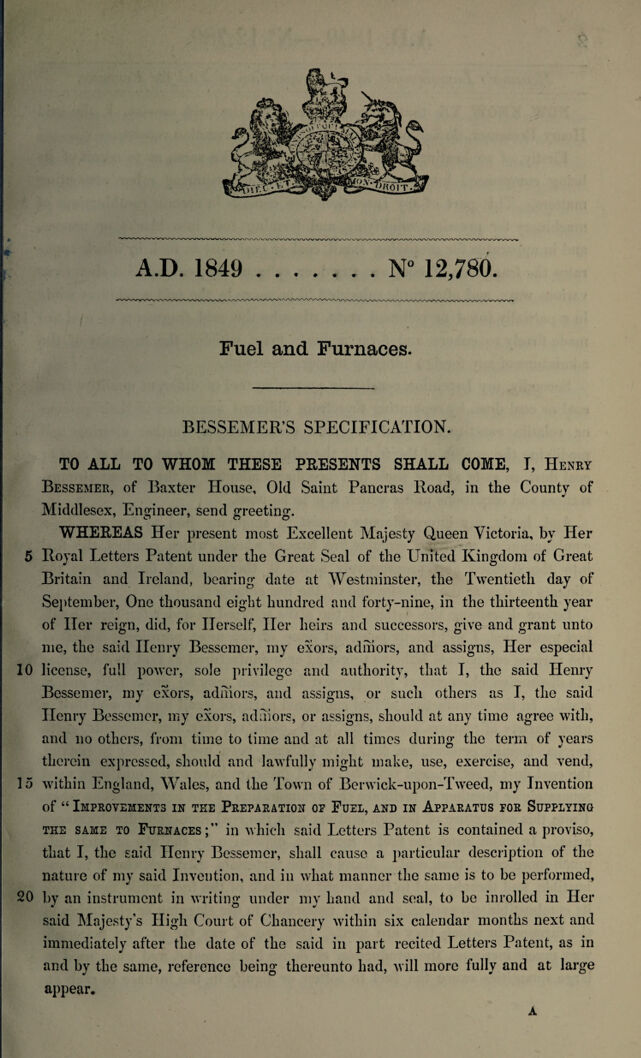 DIEU · ET MON · DROIT ·
A.D. 1849 . . . . . . . . N° 12,780.
Fuel and Furnaces.
BESSEMER'S SPECIFICATION.
TO ALL TO WHOM THESE PRESENTS SHALL COME, I, HENRY
BESSEMER, of Baxter House, Old Saint Pancras Road, in the County of
Middlesex, Engineer, send greeting.
WHEREAS Her present most Excellent Majesty Queen Victoria, by Her
5 Royal Letters Patent under the Great Seal of the United Kingdom of Great
Britain and Ireland, bearing date at Westminster, the Twentieth day of
September, One thousand eight hundred and forty-nine, in the thirteenth year
of Her reign, did, for Herself, Her heirs and successors, give and grant unto
me, the said Henry Bessemer, my exors, adm̃ors, and assigns, Her especial
10 license, full power, sole privilege and authority, that I, the said Henry
Bessemer, my exors, adm̃ors, and assigns, or such others as I, the said
Henry Bessemer, my exors, adm̃ors, or assigns, should at any time agree with,
and no others, from time to time and at all times during the term of years
therein expressed, should and lawfully might make, use, exercise, and vend,
15 within England, Wales, and the Town of Berwick-upon-Tweed, my Invention
of “ IMPROVEMENTS IN THE PREPARATION OF FUEL, AND IN APPARATUS FOR SUPPLYING
THE SAME TO FURNACES;” in which said Letters Patent is contained a proviso,
that I, the said Henry Bessemer, shall cause a particular description of the
nature of my said Invention, and in what manner the same is to be performed,
20 by an instrument in writing under my hand and seal, to be inrolled in Her
said Majesty's High Court of Chancery within six calendar months next and
immediately after the date of the said in part recited Letters Patent, as in
and by the same, reference being thereunto had, will more fully and at large
appear.
A